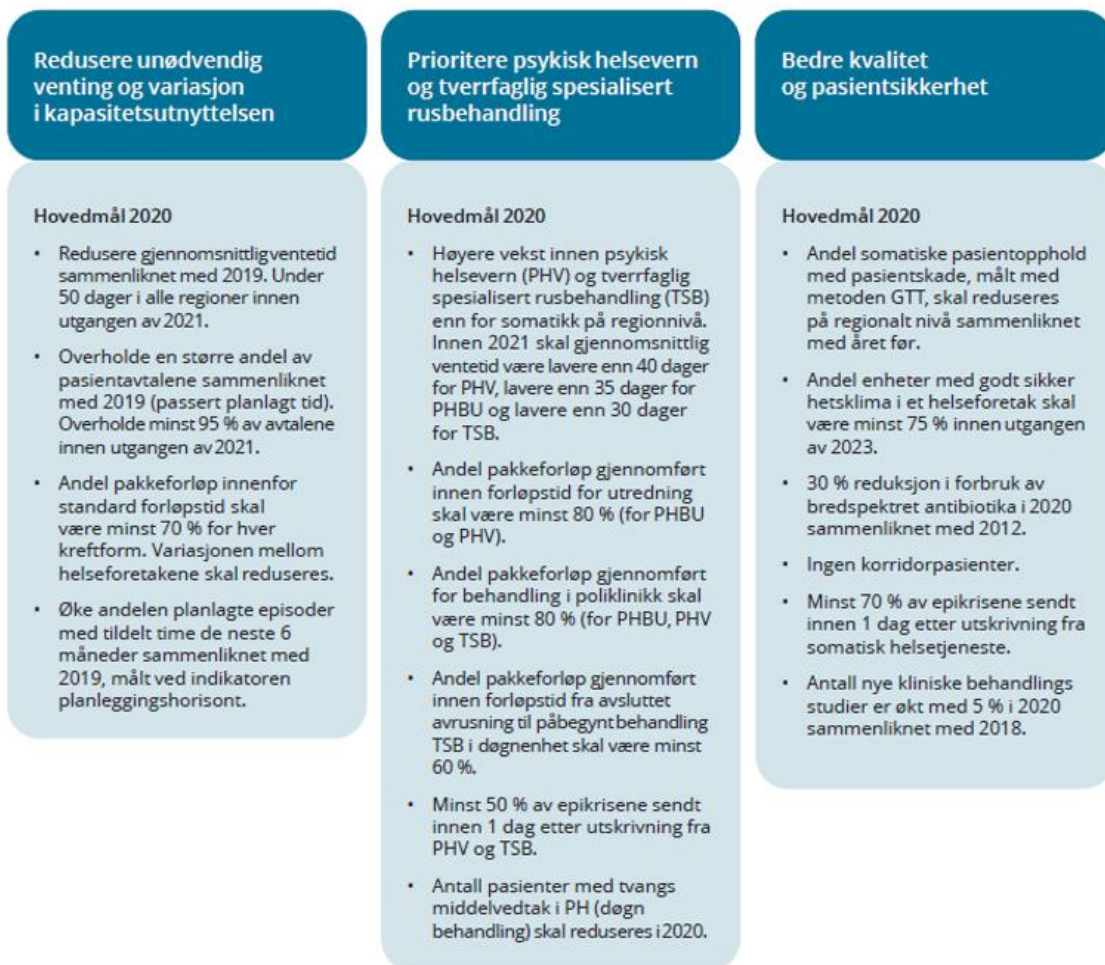 Redusere unødvendig
venting og variasjon
i kapasitetsutnyttelsen
Hovedmål 2020
• Redusere gjennomsnittligventetid
sammenliknet med 2019. Under
50 dager i alle regioner innen
utgangen av 2021.
• Overholde en større andel av
pasientavtalene sammenliknet
med 2019 (passert planlagt tid).
Overholde minst 95 % av avtalene
innen utgangen av 2021.
• Andel pakkeforløp innenfor
standard forløpstid skal
være minst 70 % for hver
kreftform. Variasjonen mellom
helseforetakene skal reduseres.
• Øke andelen planlagte episoder
med tildelt time de neste 6
måneder sammenliknet med
2019, målt ved indikatoren
planleggingshorisont.
Prioritere psykisk helsevern
og tverrfaglig spesialisert
rusbehandling
Hovedmål 2020
• Høyere vekst innen psykisk
helsevern (PHV) og tverrfaglig
spesialisert rusbehandling (TSB)
enn for somatikk på regionnivå.
Innen 2021 skal gjennomsnittlig
ventetid være lavere enn 40 dager
for PHV, lavere enn 35 dager for
PHBU og lavere enn 30 dager
for TSB.
• Andel pakkeforløp gjennomført
innen forløpstid for utredning
skal være minst 80 % (for PHBU
og PHV).
• Andel pakkeforløp gjennomført
for behandling i poliklinikk skal
være minst 80 % (for PHBU, PHV
og TSB).
• Andel pakkeforløp gjennomført
innen forløpstid fra avsluttet
avrusning til påbegynt behandling
TSB i døgnenhet skal være minst
60 %.
• Minst 50 % av epikrisene sendt
innen 1 dag etter utskrivning fra
PHV og TSB.
• Antall pasienter med tvangs
middelvedtak i PH (døgn
behandling) skal reduseres i 2020.
Bedre kvalitet
og pasientsikkerhet
Hovedmål 2020
• Andel somatiske pasientopphold
med pasientskade, målt med
metoden GTT, skal reduseres
på regionalt nivå sammenliknet
med året før.
• Andel enheter med godt sikker
hetsklima i et helseforetak skal
være minst 75 % innen utgangen
av 2023.
• 30 % reduksjon i forbruk av
bredspektret antibiotika i 2020
sammenliknet med 2012.
• Ingen korridorpasienter.
• Minst 70 % av epikrisene sendt
innen 1 dag etter utskrivning fra
somatisk helsetjeneste.
• Antall nye kliniske behandlings
studier er økt med 5 % i 2020
sammenliknet med 2018.